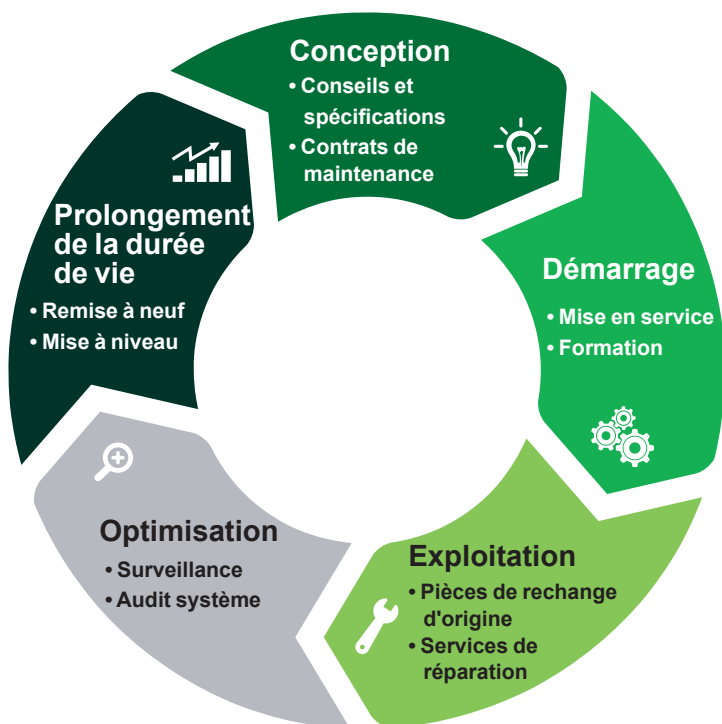 Conception
• Conseils et
spécifications
• Contrats de
maintenance
Démarrage
• Mise en service
• Formation
Exploitation
• Pièces de rechange
d'origine
• Services de
réparation
Optimisation
• Surveillance
• Audit système
Prolongement
de la durée
de vie
• Remise à neuf
• Mise à niveau